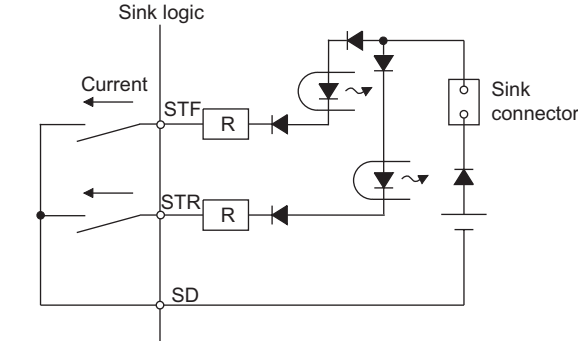 Sink logic
Current
STF
R
Sink
connector
STR
R
SD